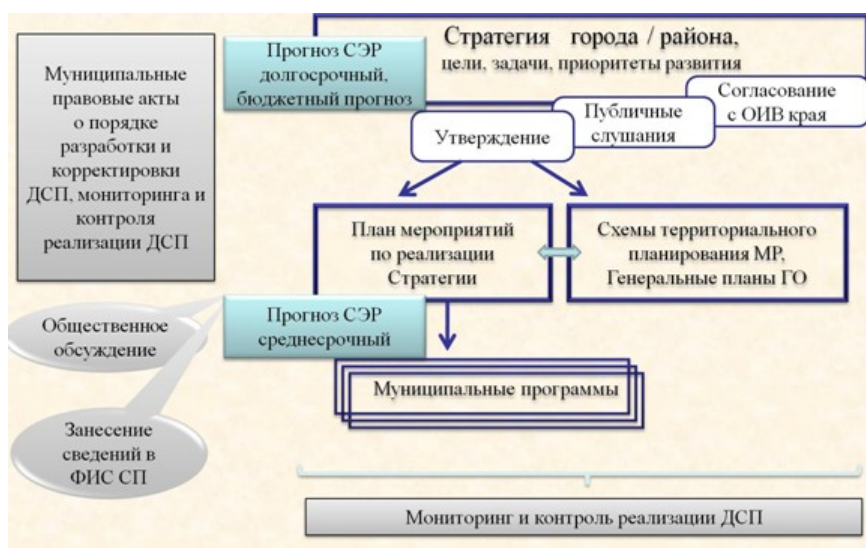 Муниципальные
правовые акты
о порядке
разработки и
корректировки
ДСП, мониторинга и
контроля
реализации ДСП
Прогноз СЭР
долгосрочный,
бюджетный прогноз
Стратегия города / района,
цели, задачи, приоритеты развития
Утверждение
Публичные
слушания
Согласование
с ОИВ края
План мероприятий
по реализации
Стратегии
Схемы территориального
планирования МР,
Генеральные планы ГО
Общественное
обсуждение
Прогноз СЭР
среднесрочный
Муниципальные программы
Занесение
сведений в
ФИС СП
Мониторинг и контроль реализации ДСП